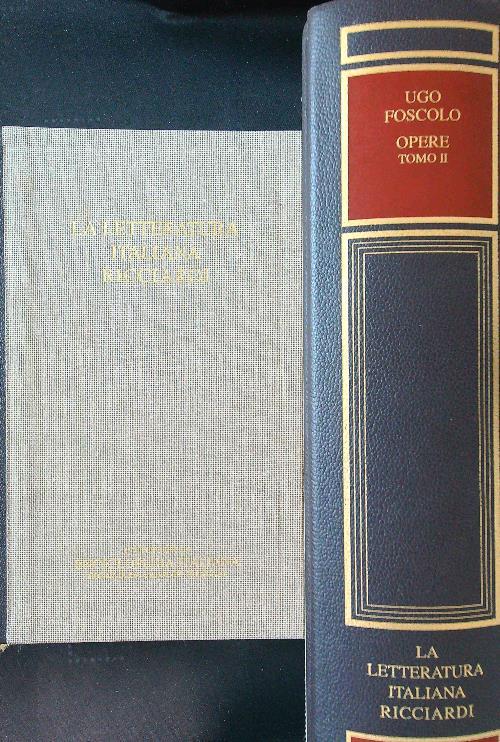 LA LETTERATURA
ITALIANA
RICCIARDI
UGO
FOSCOLO
OPERE
TOMO II
LA
LETTERATURA
ITALIANA
RICCIARDI